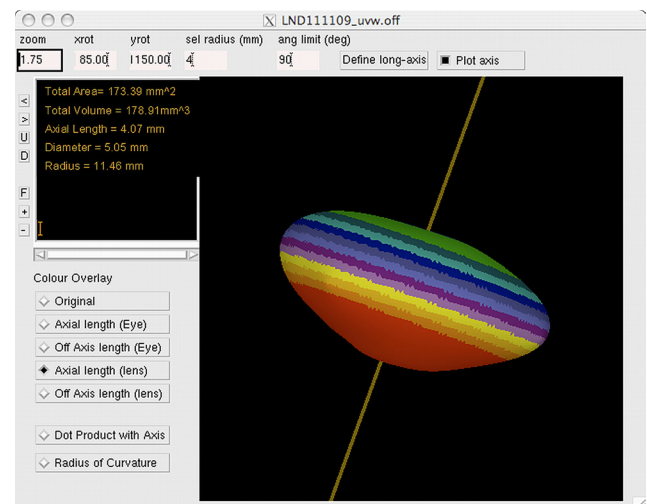 X LND111109_uvw.off
zoom xrot yrot sel radius (mm) ang limit (deg)
1.75 85.00 1150.00 4 90 Define long-axis Plot axis
Total Area= 173.39 mm^2
Total Volume = 178.91mm^3
Axial Length = 4.07 mm
Diameter = 5.05 mm
Radius = 11.46 mm
<
>
U
D
F
+
-
Colour Overlay
Original
Axial length (Eye)
Off Axis length (Eye)
Axial length (lens)
Off Axis length (lens)
Dot Product with Axis
Radius of Curvature